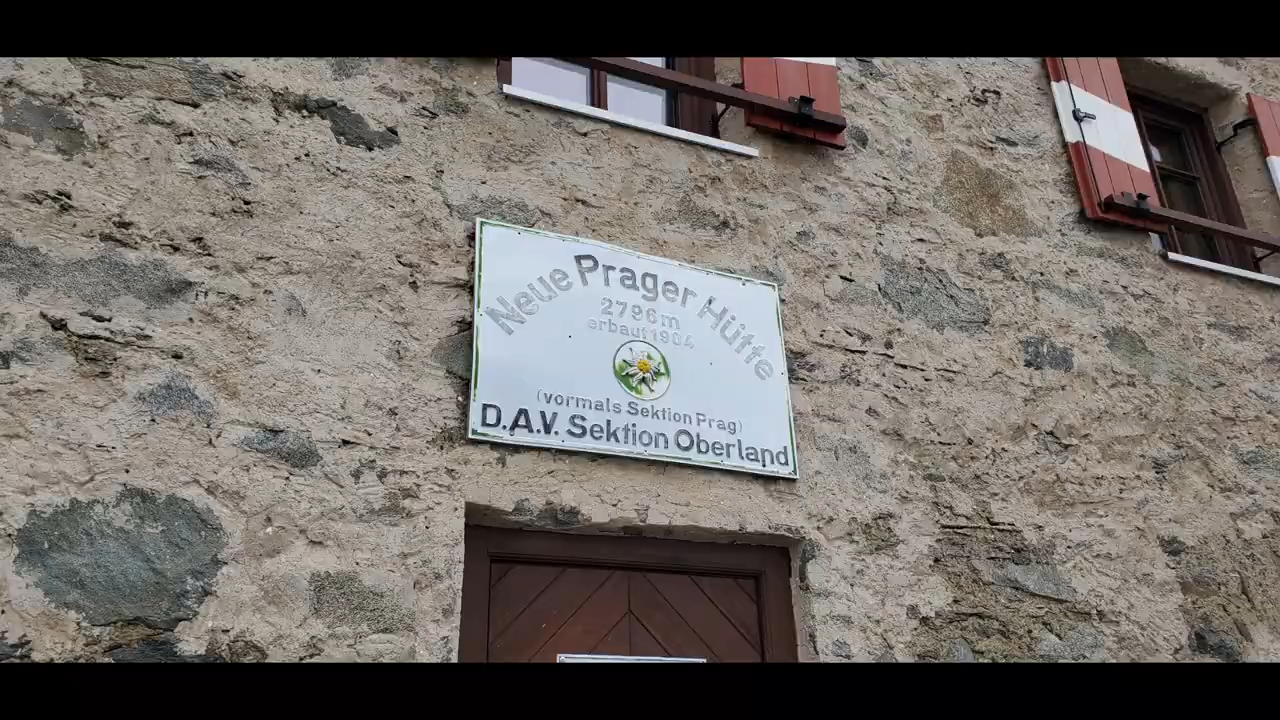 Neue Prager Hütte
2796m
erbaut 1904
(vormals Sektion Prag)
D.A.V. Sektion Oberland